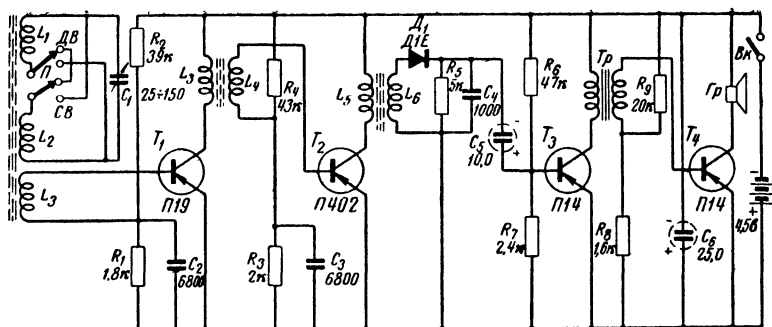 L₁
ДВ
П
СВ
L₂
L₃
C₁
25÷150
R₂
39к
R₁
1.8к
T₁
П19
C₂
6800
L₃
L₄
R₄
43к
R₃
2к
C₃
6800
T₂
П402
L₅
L₆
Д₁
Д1Е
R₅
5к
C₄
1000
-
C₅
10,0
+
R₆
47к
R₇
2,4к
T₃
П14
Тр
R₈
1,6к
R₉
20к
T₄
П14
-
C₆
25,0
+
Гр
Вк
-
+
4,5в